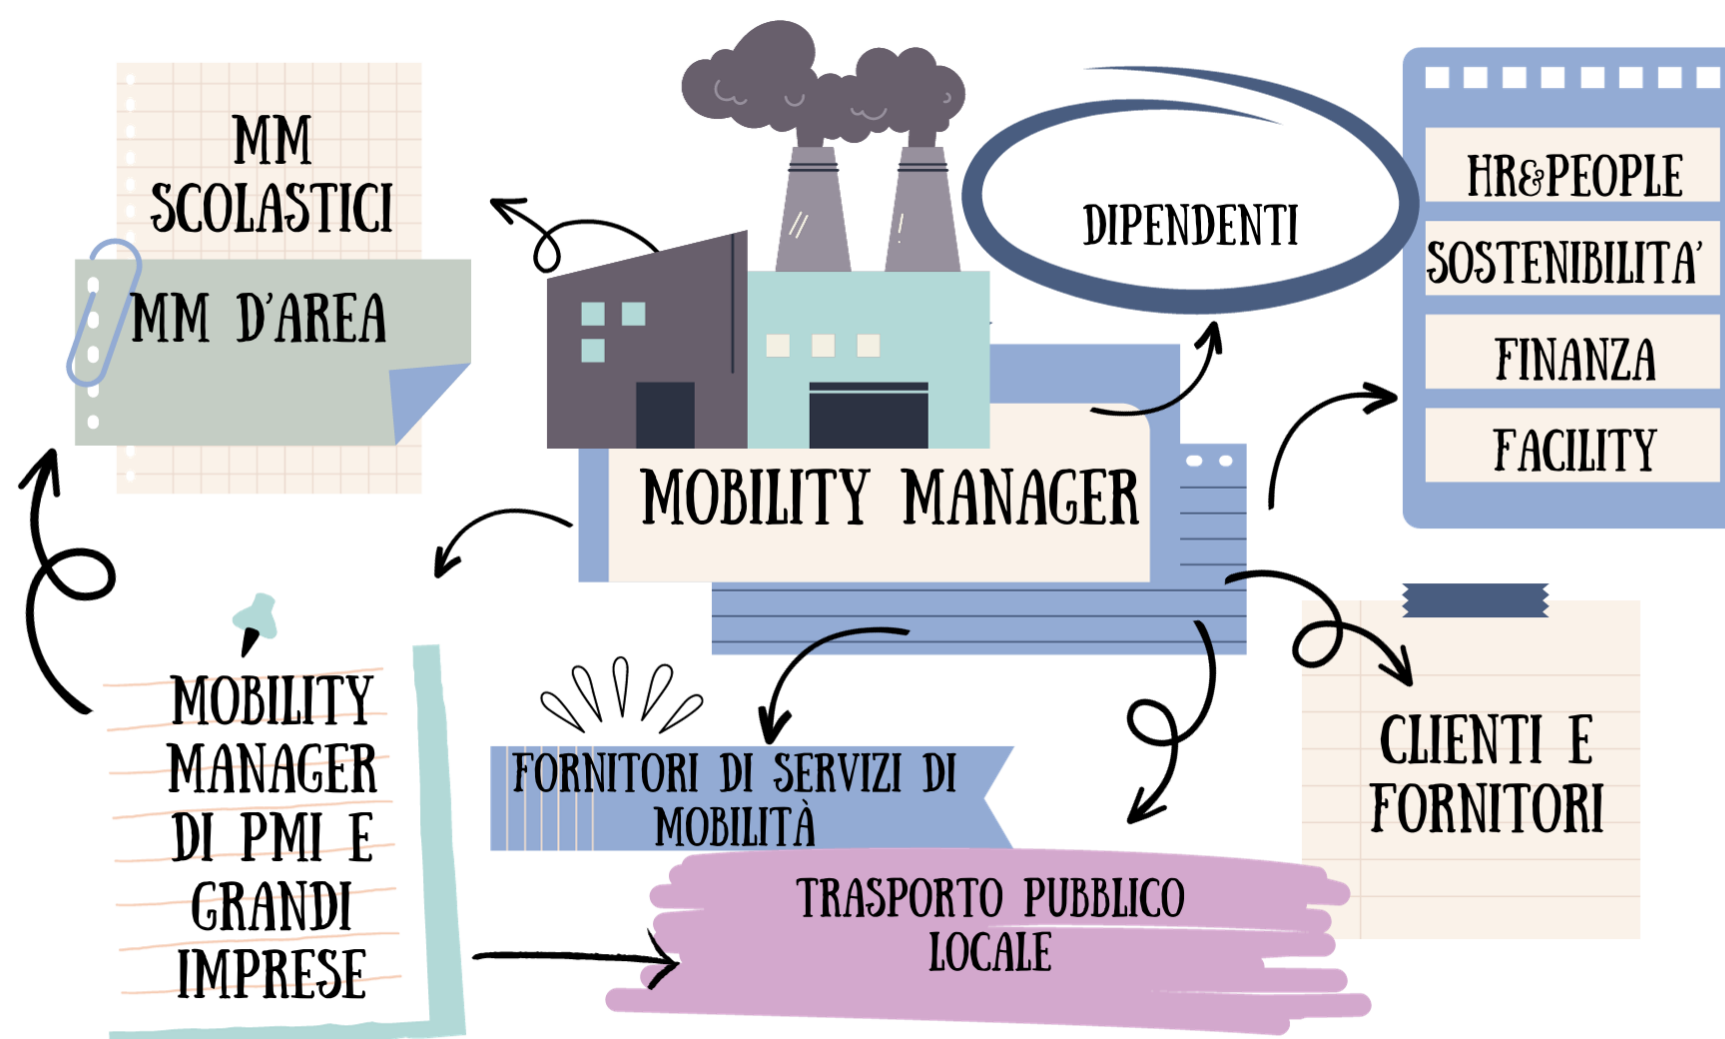 MM
SCOLASTICI
MM D'AREA
DIPENDENTI
HR&PEOPLE
SOSTENIBILITA'
FINANZA
FACILITY
MOBILITY MANAGER
MOBILITY
MANAGER
DI PMI E
GRANDI
IMPRESE
FORNITORI DI SERVIZI DI
MOBILITÀ
TRASPORTO PUBBLICO
LOCALE
CLIENTI E
FORNITORI